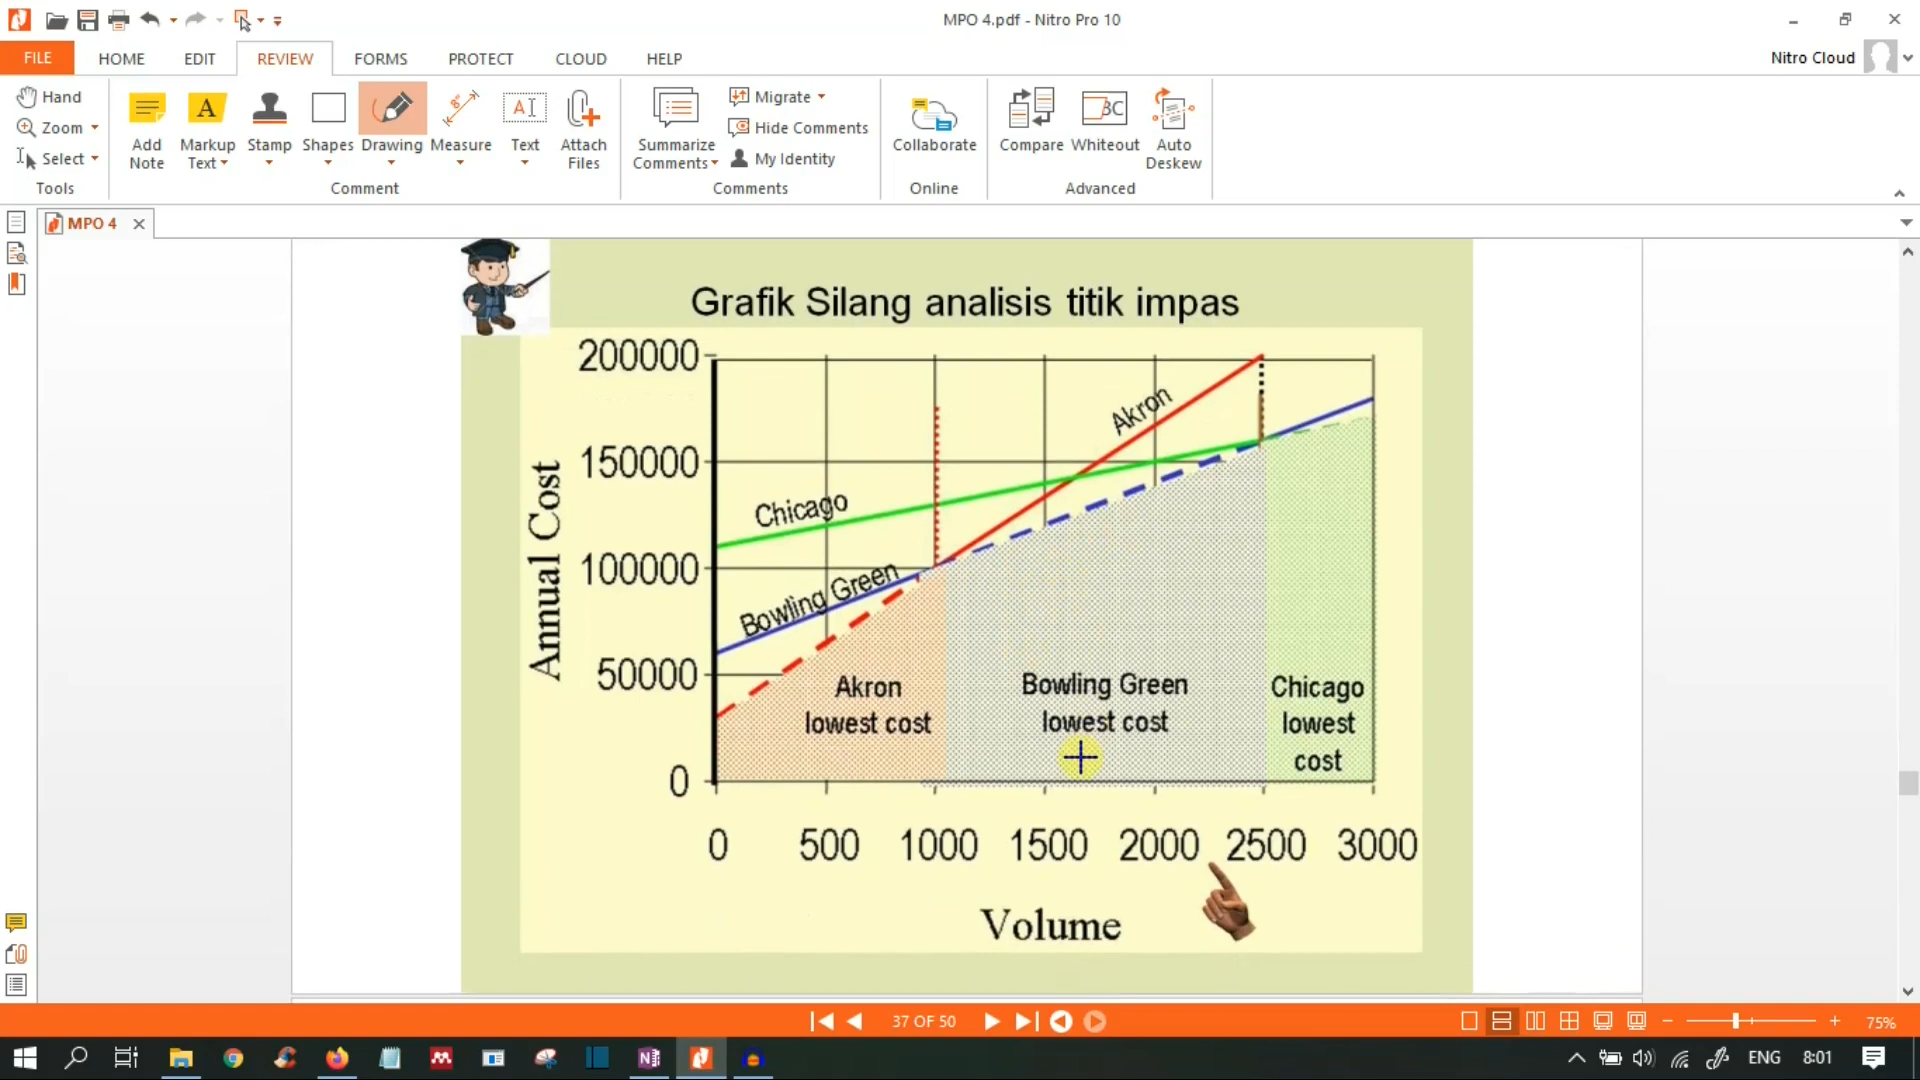 MPO 4.pdf - Nitro Pro 10
FILE
HOME
EDIT
REVIEW
FORMS
PROTECT
CLOUD
HELP
Nitro Cloud
Hand
Zoom
Select
Tools
Add
Note
Markup
Text
Stamp
Shapes
Drawing
Measure
Text
Attach
Files
Comment
Summarize
Comments
Migrate
Hide Comments
My Identity
Comments
Collaborate
Online
Compare
Whiteout
Auto
Deskew
Advanced
MPO 4
Grafik Silang analisis titik impas
200000
150000
100000
50000
0
Annual Cost
Akron
Chicago
Bowling Green
Akron
lowest cost
Bowling Green
lowest cost
Chicago
lowest
cost
0 500 1000 1500 2000 2500 3000
Volume
37 OF 50
75%
ENG 8:01